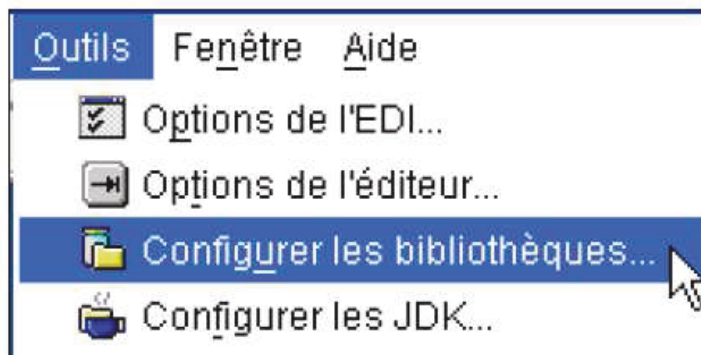 Outils Fenêtre Aide
Options de l'EDI...
Options de l'éditeur...
Configurer les bibliothèques...
Configurer les JDK...